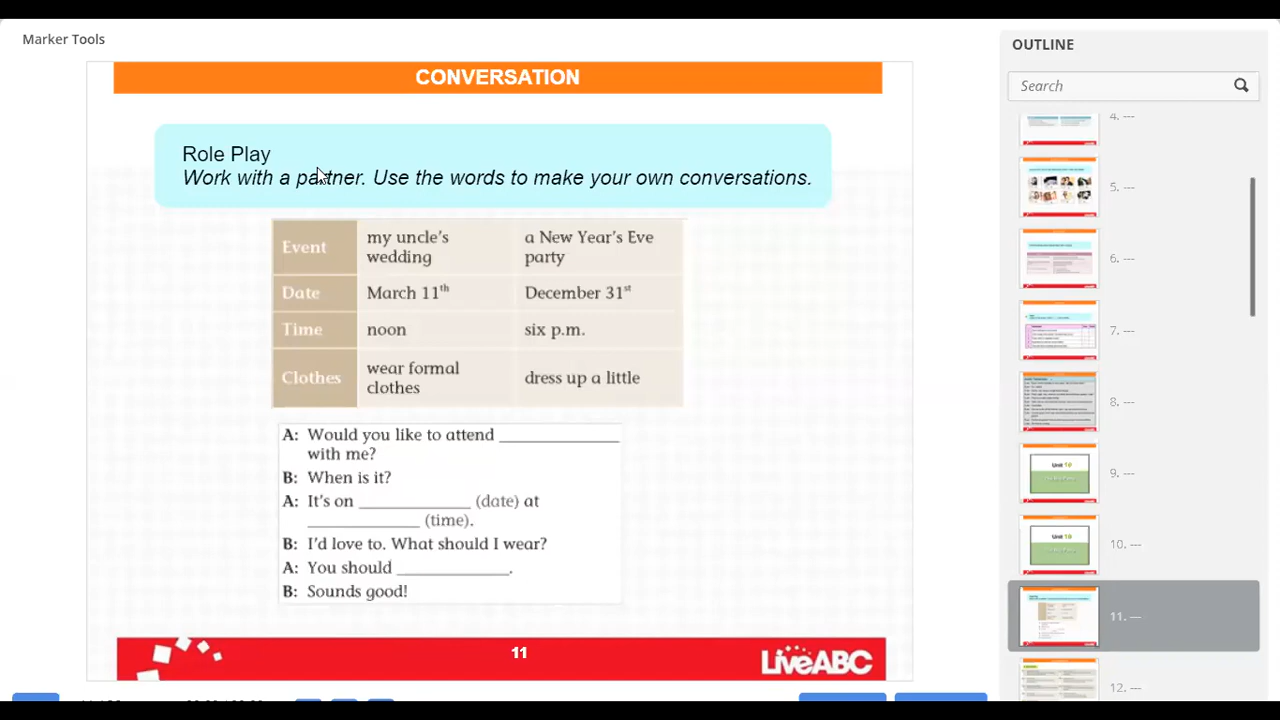 Marker Tools
OUTLINE
CONVERSATION
Search
Role Play
Work with a partner. Use the words to make your own conversations.
Event
my uncle's
wedding
a New Year's Eve
party
Date
March 11th
December 31st
Time
noon
six p.m.
Clothes
wear formal
clothes
dress up a little
A: Would you like to attend ____________
with me?
B: When is it?
A: It's on ____________ (date) at
____________ (time).
B: I'd love to. What should I wear?
A: You should ____________.
B: Sounds good!
11
LiveABC
4. ---
5. ---
6. ---
7. ---
8. ---
9. ---
10. ---
11. ---
12. ---